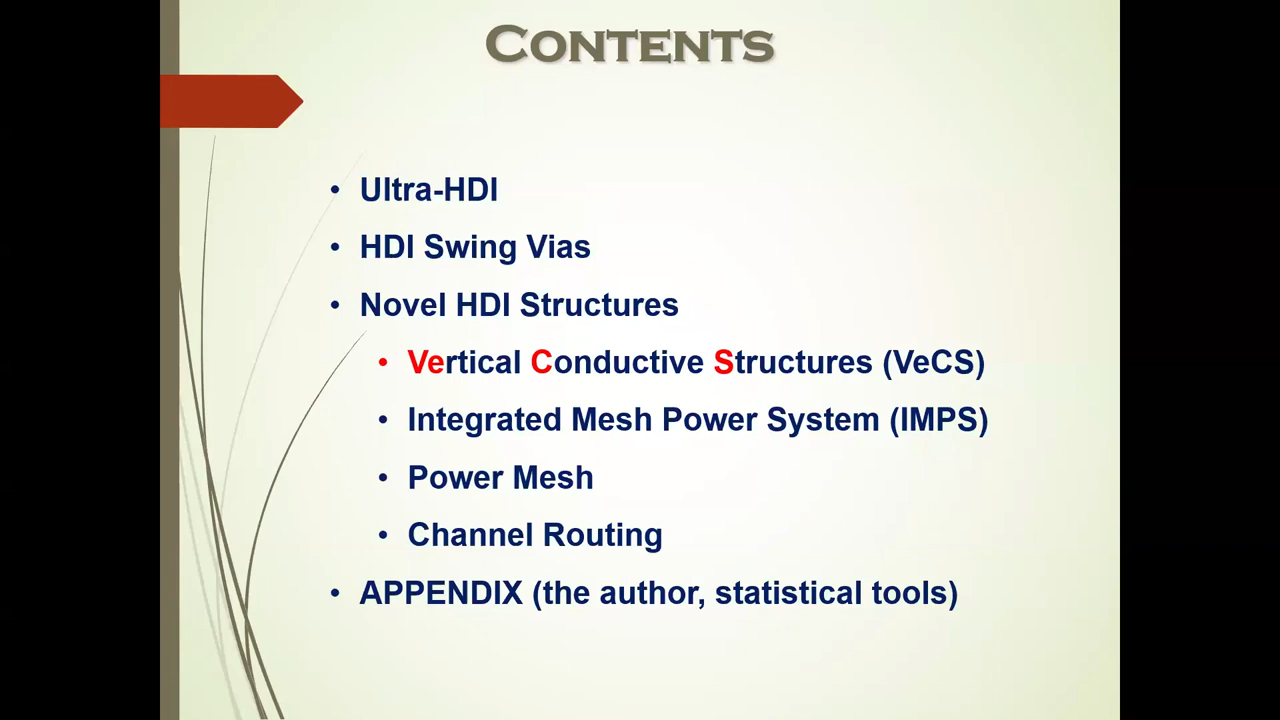 CONTENTS
• Ultra-HDI
• HDI Swing Vias
• Novel HDI Structures
• Vertical Conductive Structures (VeCS)
• Integrated Mesh Power System (IMPS)
• Power Mesh
• Channel Routing
• APPENDIX (the author, statistical tools)